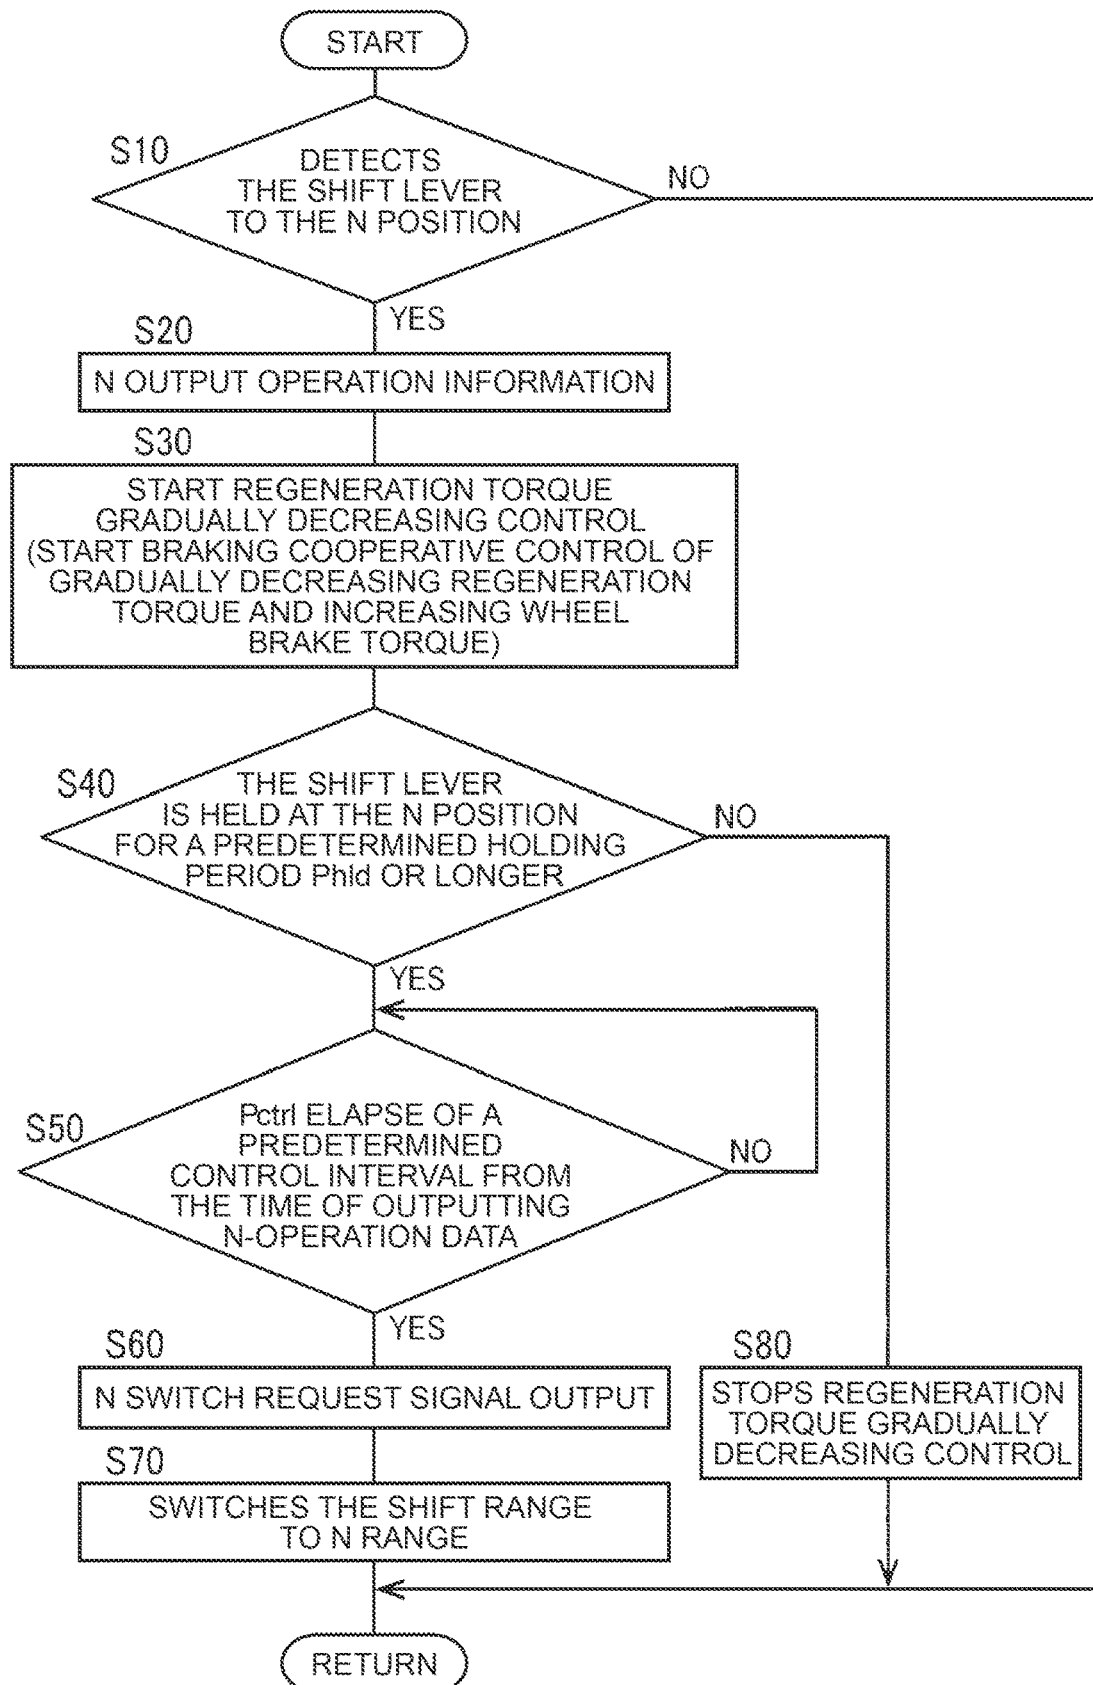 START
S10
DETECTS
THE SHIFT LEVER
TO THE N POSITION
NO
YES
S20
N OUTPUT OPERATION INFORMATION
S30
START REGENERATION TORQUE
GRADUALLY DECREASING CONTROL
(START BRAKING COOPERATIVE CONTROL OF
GRADUALLY DECREASING REGENERATION
TORQUE AND INCREASING WHEEL
BRAKE TORQUE)
S40
THE SHIFT LEVER
IS HELD AT THE N POSITION
FOR A PREDETERMINED HOLDING
PERIOD Phld OR LONGER
NO
YES
S50
Pctrl ELAPSE OF A
PREDETERMINED
CONTROL INTERVAL FROM
THE TIME OF OUTPUTTING
N-OPERATION DATA
NO
YES
S60
N SWITCH REQUEST SIGNAL OUTPUT
S80
STOPS REGENERATION
TORQUE GRADUALLY
DECREASING CONTROL
S70
SWITCHES THE SHIFT RANGE
TO N RANGE
RETURN